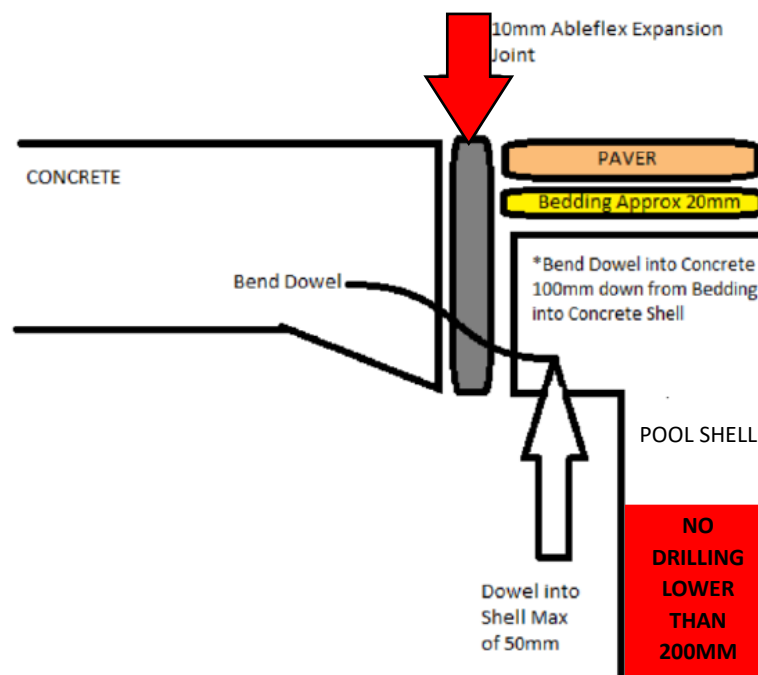 10mm Ableflex Expansion
Joint
PAVER
CONCRETE
Bedding Approx 20mm
*Bend Dowel into Concrete
100mm down from Bedding
into Concrete Shell
Bend Dowel
POOL SHELL
NO
DRILLING
LOWER
THAN
200MM
Dowel into
Shell Max
of 50mm